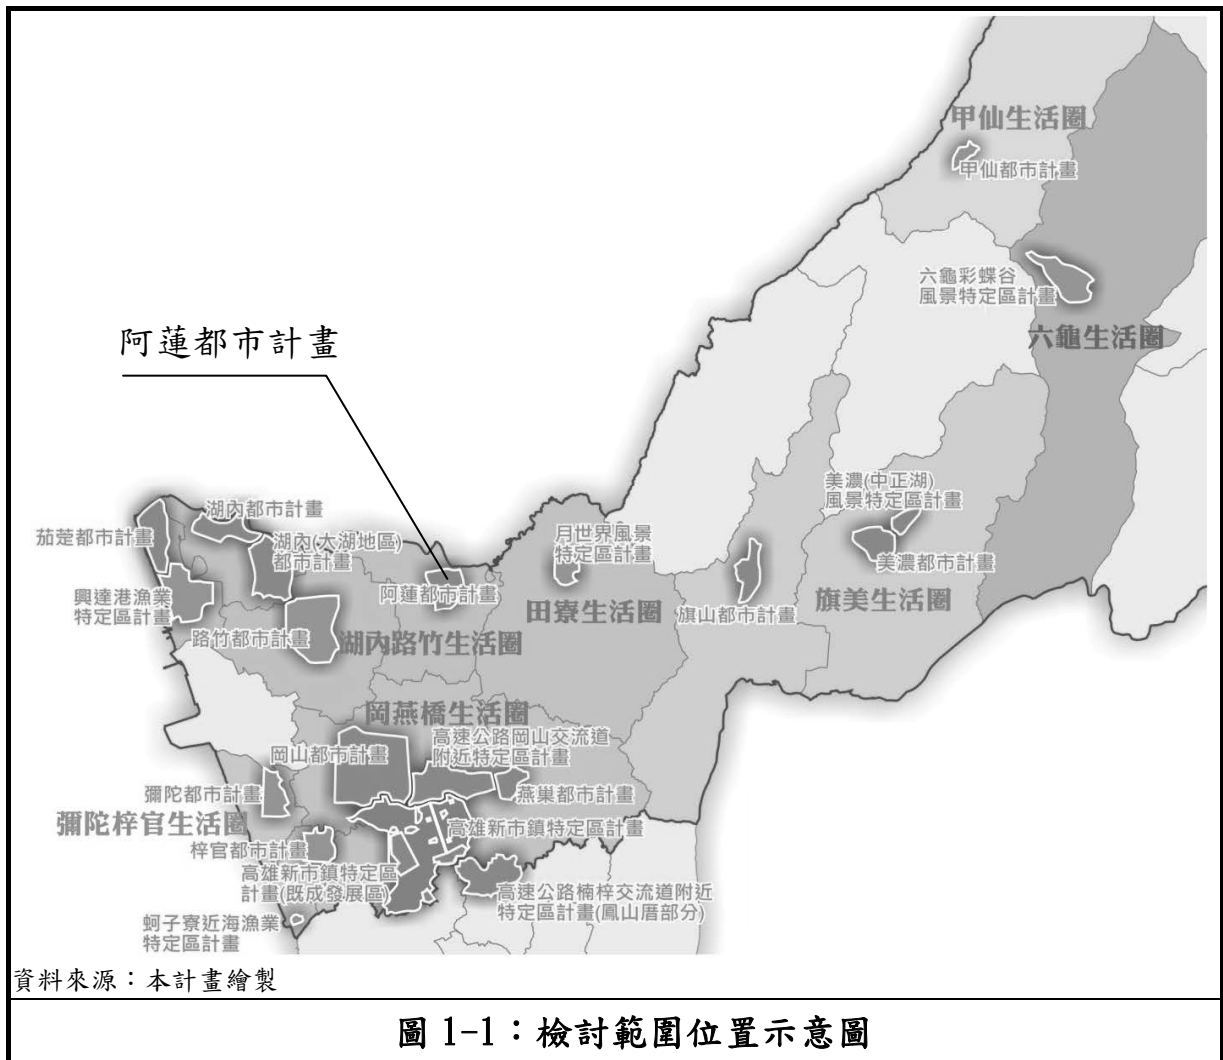 甲仙生活圈
甲仙都市計畫
六龜彩蝶谷
風景特定區計畫
六龜生活圈
阿蓮都市計畫
美濃(中正湖)
風景特定區計畫
湖內都市計畫
茄萣都市計畫
湖內(大湖地區)
都市計畫
月世界風景
特定區計畫
美濃都市計畫
興達港漁業
特定區計畫
阿蓮都市計畫
田寮生活圈
旗山都市計畫
旗美生活圈
路竹都市計畫
湖內路竹生活圈
岡燕橋生活圈
岡山都市計畫
高速公路岡山交流道
附近特定區計畫
彌陀都市計畫
燕巢都市計畫
彌陀梓官生活圈
高雄新市鎮特定區計畫
梓官都市計畫
高雄新市鎮特定區
計畫(既成發展區)
高速公路楠梓交流道附近
特定區計畫(鳳山厝部分)
蚵子寮近海漁業
特定區計畫
資料來源：本計畫繪製
圖 1-1：檢討範圍位置示意圖